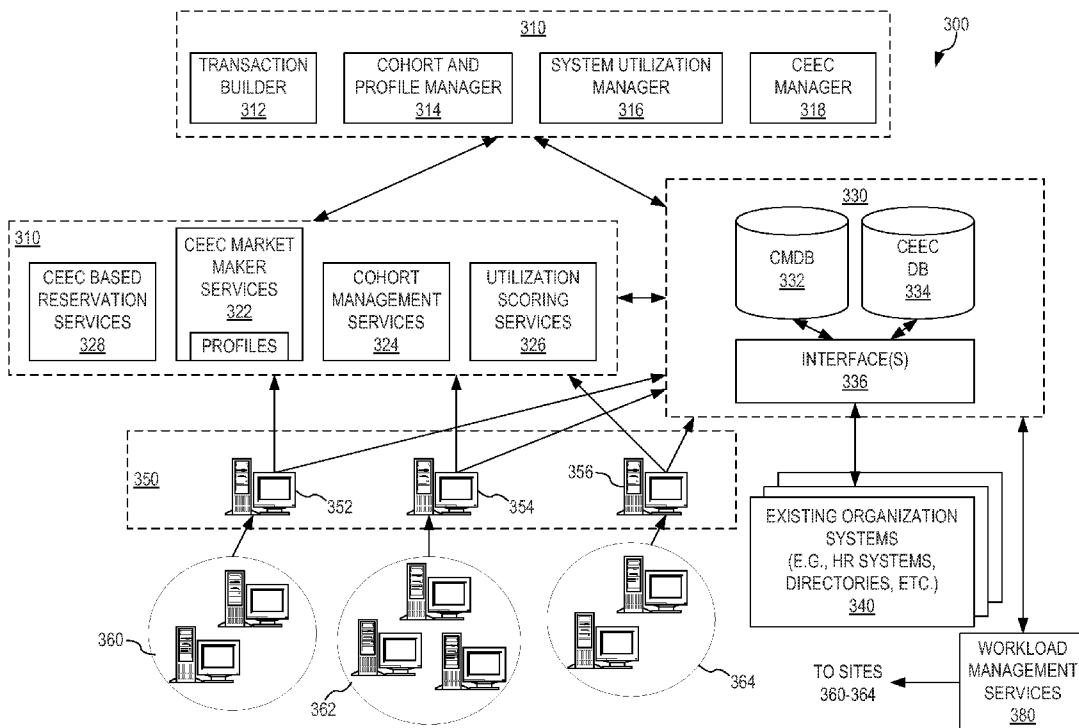 310
300
TRANSACTION
BUILDER
312
COHORT AND
PROFILE MANAGER
314
SYSTEM UTILIZATION
MANAGER
316
CEEC
MANAGER
318
310
CEEC BASED
RESERVATION
SERVICES
328
CEEC MARKET
MAKER
SERVICES
322
PROFILES
COHORT
MANAGEMENT
SERVICES
324
UTILIZATION
SCORING
SERVICES
326
330
CMDB
332
CEEC
DB
334
INTERFACE(S)
336
350
352
354
356
EXISTING ORGANIZATION
SYSTEMS
(E.G., HR SYSTEMS,
DIRECTORIES, ETC.)
340
360
362
364
TO SITES
360-364
WORKLOAD
MANAGEMENT
SERVICES
380